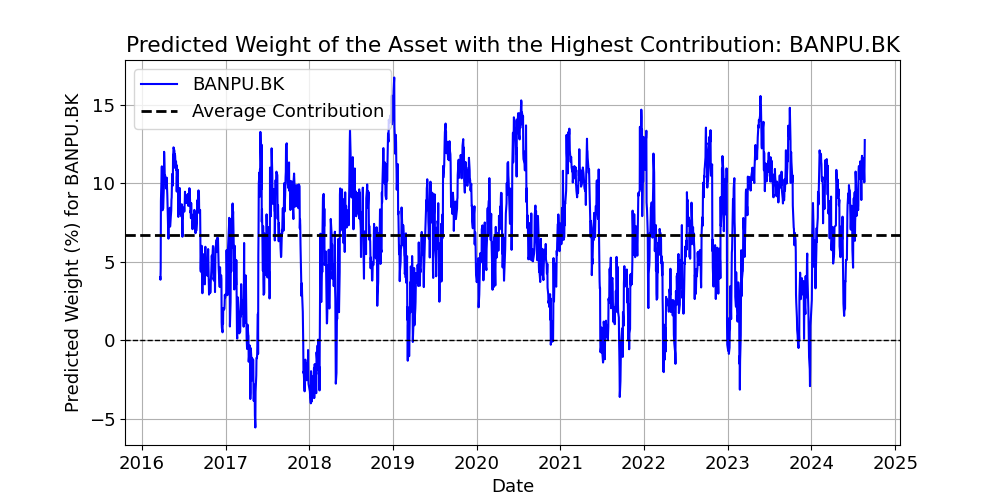 Predicted Weight of the Asset with the Highest Contribution: BANPU.BK
BANPU.BK
Average Contribution
Predicted Weight (%) for BANPU.BK
15
10
5
0
−5
2016 2017 2018 2019 2020 2021 2022 2023 2024 2025
Date